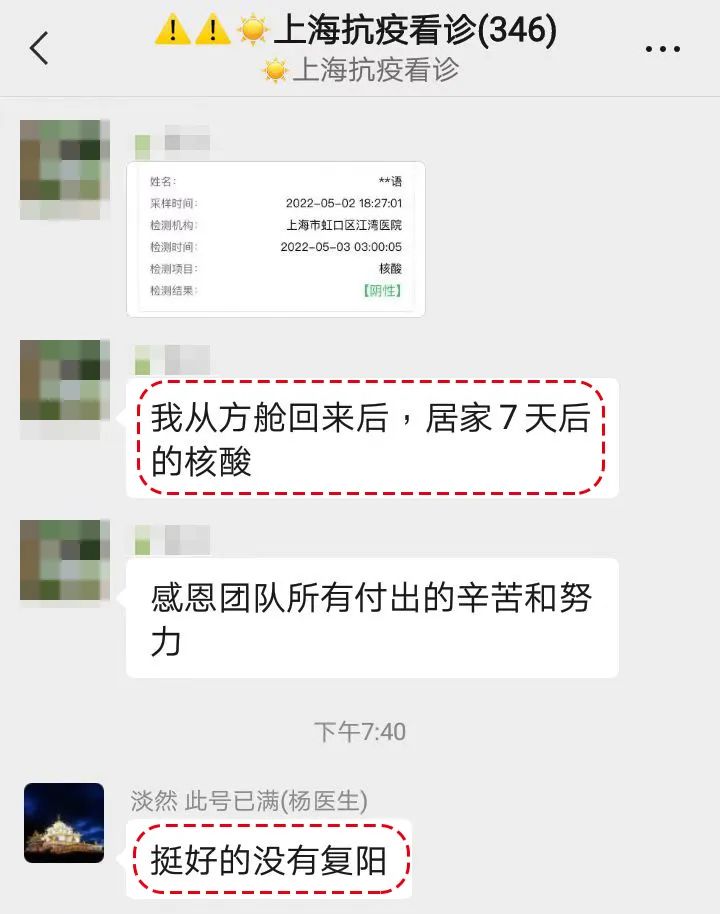 ⚠️⚠️☀️上海抗疫看诊(346)
☀️上海抗疫看诊
姓名: **语
采样时间: 2022-05-02 18:27:01
检测机构: 上海市虹口区江湾医院
检测时间: 2022-05-03 03:00:05
检测项目: 核酸
检测结果: 【阴性】
我从方舱回来后，居家7天后
的核酸
感恩团队所有付出的辛苦和努
力
下午7:40
淡然 此号已满(杨医生)
挺好的没有复阳